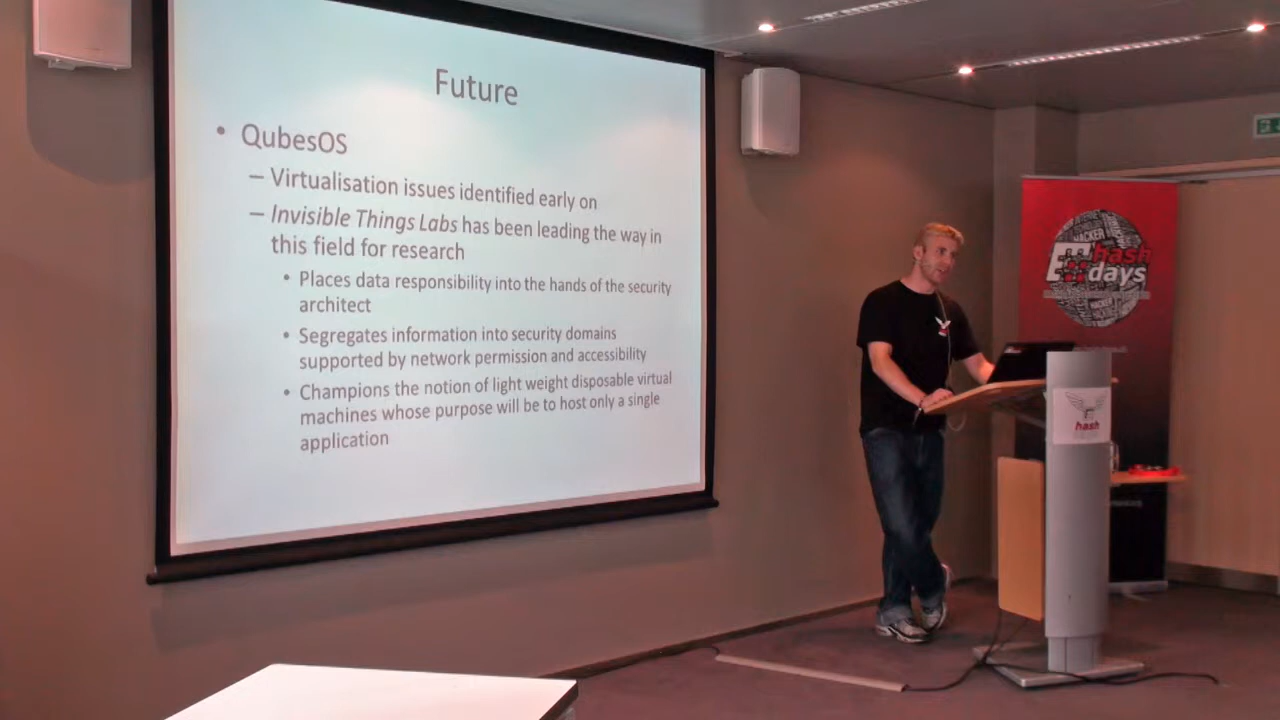 Future
• QubesOS
– Virtualisation issues identified early on
– Invisible Things Labs has been leading the way in
this field for research
• Places data responsibility into the hands of the security
architect
• Segregates information into security domains
supported by network permission and accessibility
• Champions the notion of light weight disposable virtual
machines whose purpose will be to host only a single
application
HACKER
hash
days
hash